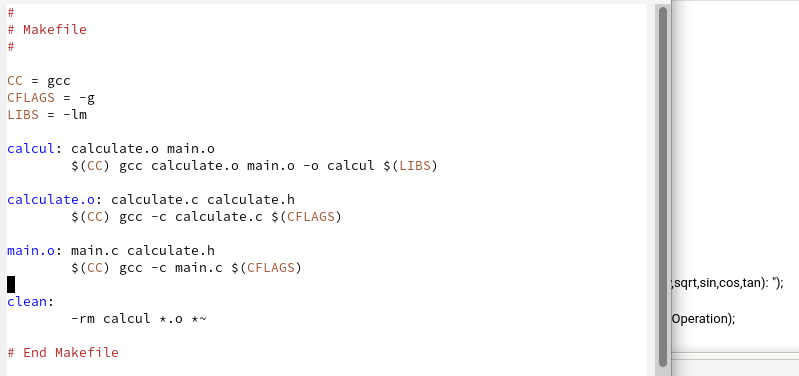 #
# Makefile
#
CC = gcc
CFLAGS = -g
LIBS = -lm
calcul: calculate.o main.o
$(CC) gcc calculate.o main.o -o calcul $(LIBS)
calculate.o: calculate.c calculate.h
$(CC) gcc -c calculate.c $(CFLAGS)
main.o: main.c calculate.h
$(CC) gcc -c main.c $(CFLAGS)
clean:
-rm calcul *.o *~
# End Makefile
,sqrt,sin,cos,tan): ");
Operation);